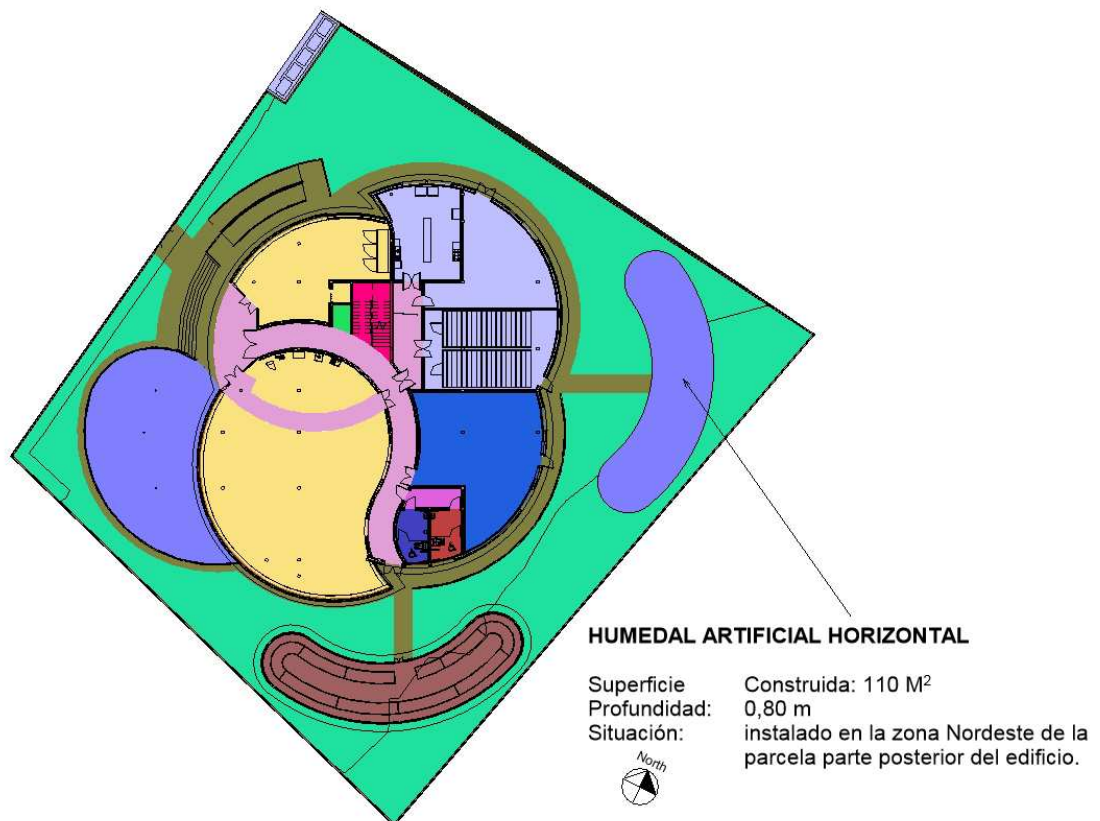 HUMEDAL ARTIFICIAL HORIZONTAL
Superficie Construida: 110 M²
Profundidad: 0,80 m
Situación: instalado en la zona Nordeste de la
parcela parte posterior del edificio.
North